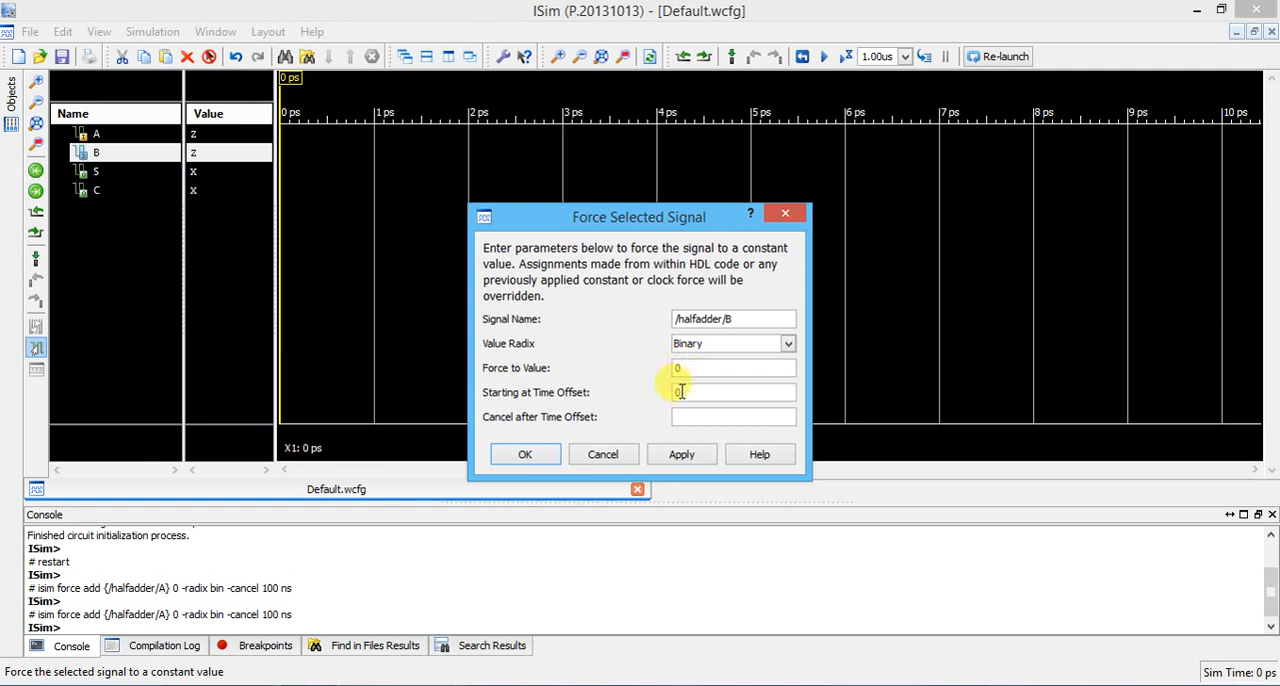 ISim (P.20131013) - [Default.wcfg]
File Edit View Simulation Window Layout Help
1.00us Re-launch
Objects
0 ps
Name Value
0 ps 1 ps 2 ps 3 ps 4 ps 5 ps 6 ps 7 ps 8 ps 9 ps 10 ps
A z
B z
S x
C x
Force Selected Signal
Enter parameters below to force the signal to a constant
value. Assignments made from within HDL code or any
previously applied constant or clock force will be
overridden.
Signal Name: /halfadder/B
Value Radix Binary
Force to Value: 0
Starting at Time Offset: 0
Cancel after Time Offset:
OK Cancel Apply Help
X1: 0 ps
Default.wcfg
Console
Finished circuit initialization process.
ISim>
# restart
ISim>
# isim force add {/halfadder/A} 0 -radix bin -cancel 100 ns
ISim>
# isim force add {/halfadder/A} 0 -radix bin -cancel 100 ns
ISim>
Console Compilation Log Breakpoints Find in Files Results Search Results
Force the selected signal to a constant value
Sim Time: 0 ps